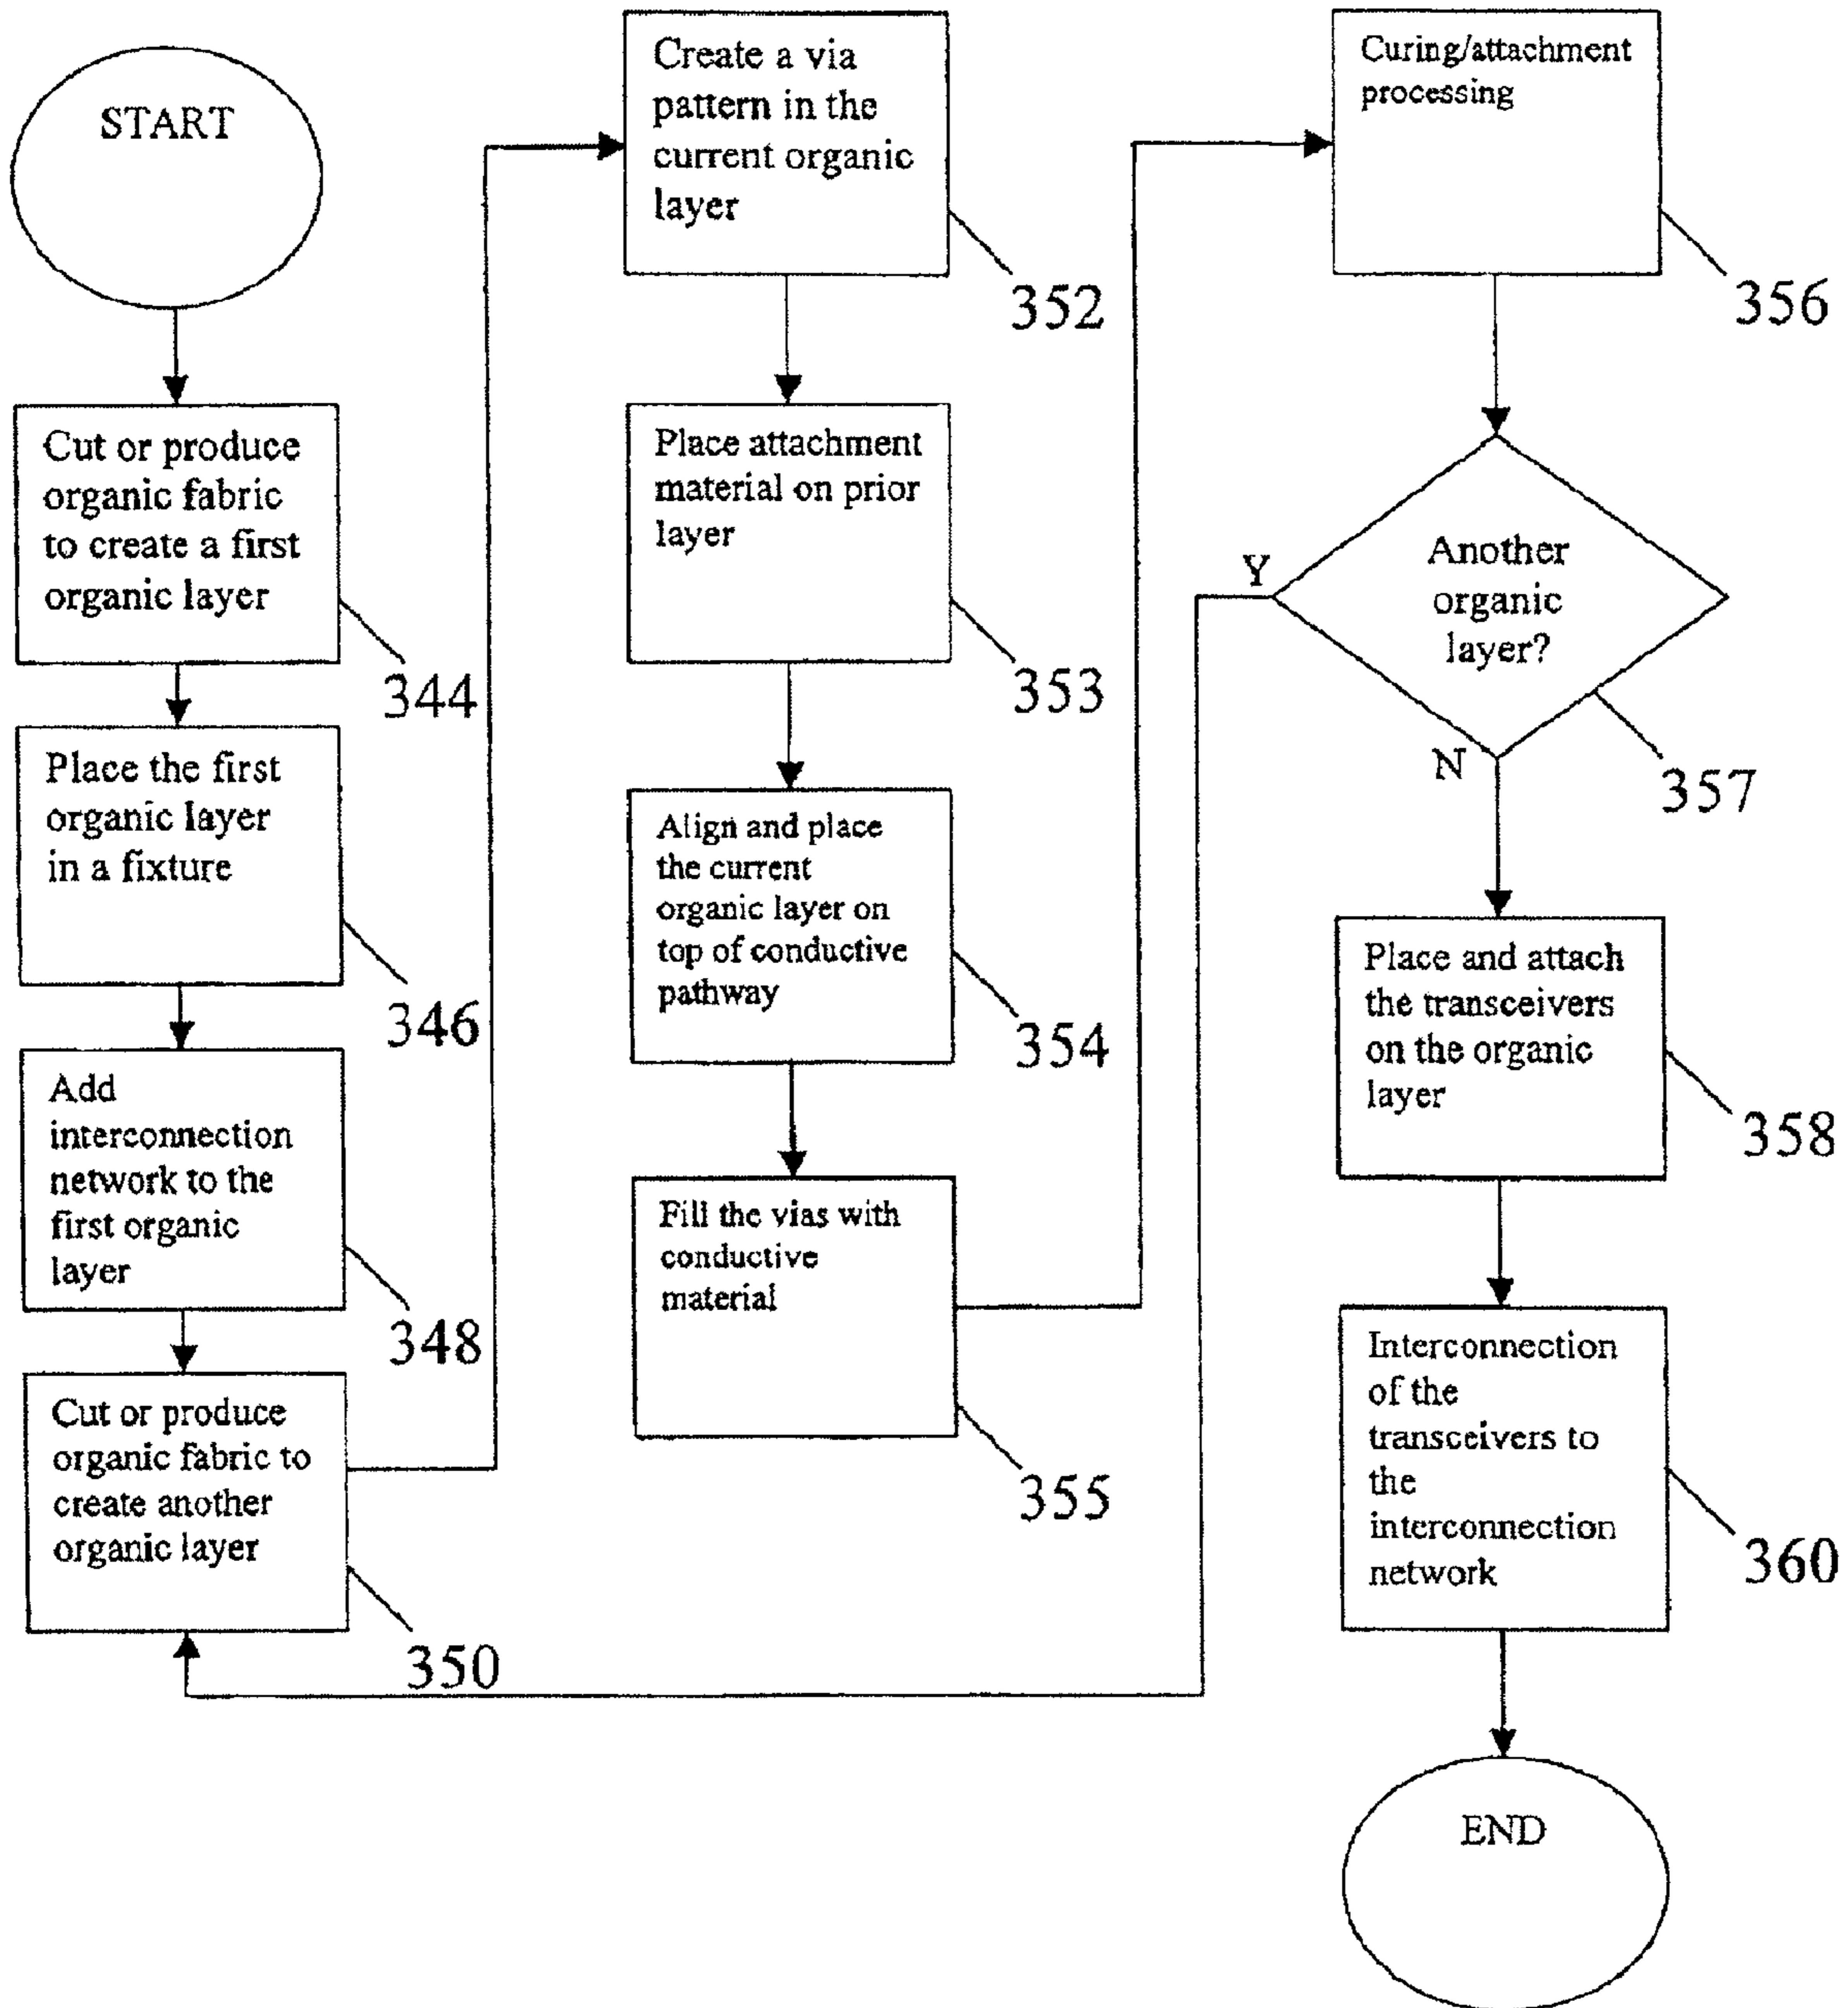 START
Cut or produce
organic fabric
to create a first
organic layer
344
Place the first
organic layer
in a fixture
346
Add
interconnection
network to the
first organic
layer
348
Cut or produce
organic fabric to
create another
organic layer
350
Create a via
pattern in the
current organic
layer
352
Place attachment
material on prior
layer
353
Align and place
the current
organic layer on
top of conductive
pathway
354
Fill the vias with
conductive
material
355
Curing/attachment
processing
356
Another
organic
layer?
Y
N
357
Place and attach
the transceivers
on the organic
layer
358
Interconnection
of the
transceivers to
the
interconnection
network
360
END